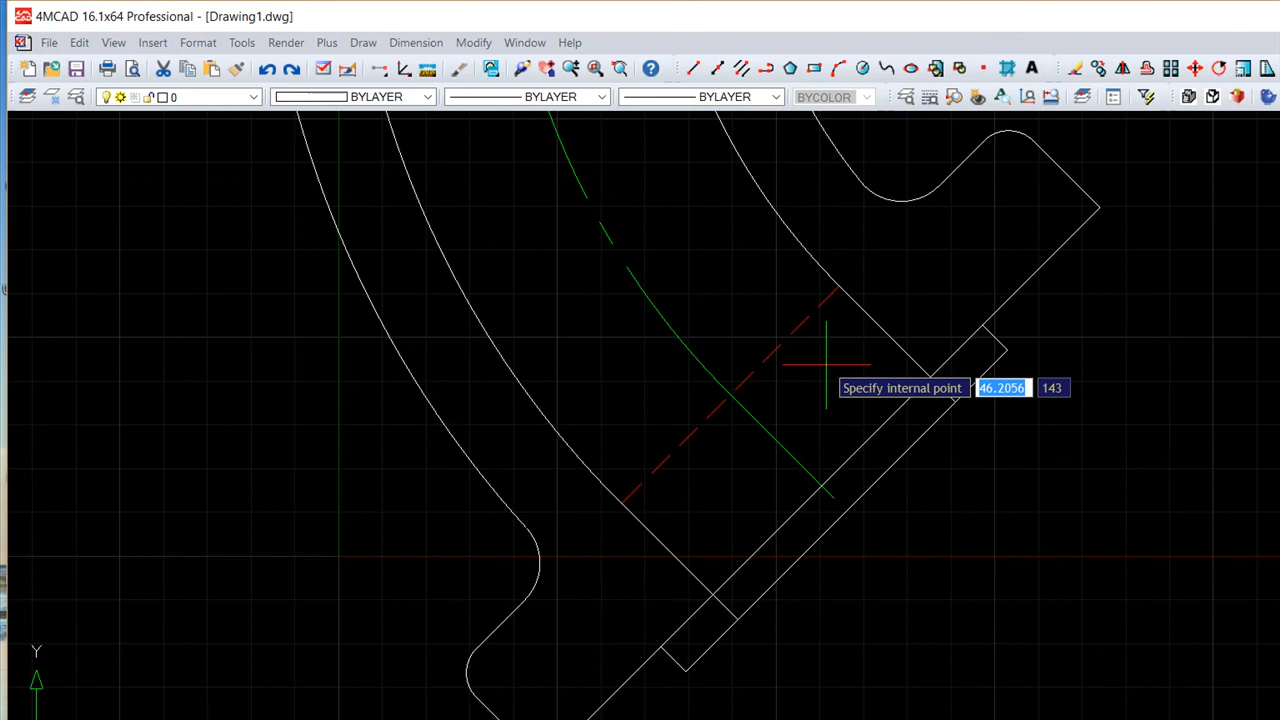 4MCAD 16.1x64 Professional - [Drawing1.dwg]
File Edit View Insert Format Tools Render Plus Draw Dimension Modify Window Help
0 BYLAYER BYLAYER BYLAYER BYCOLOR
Specify internal point 46.2056 143
Y